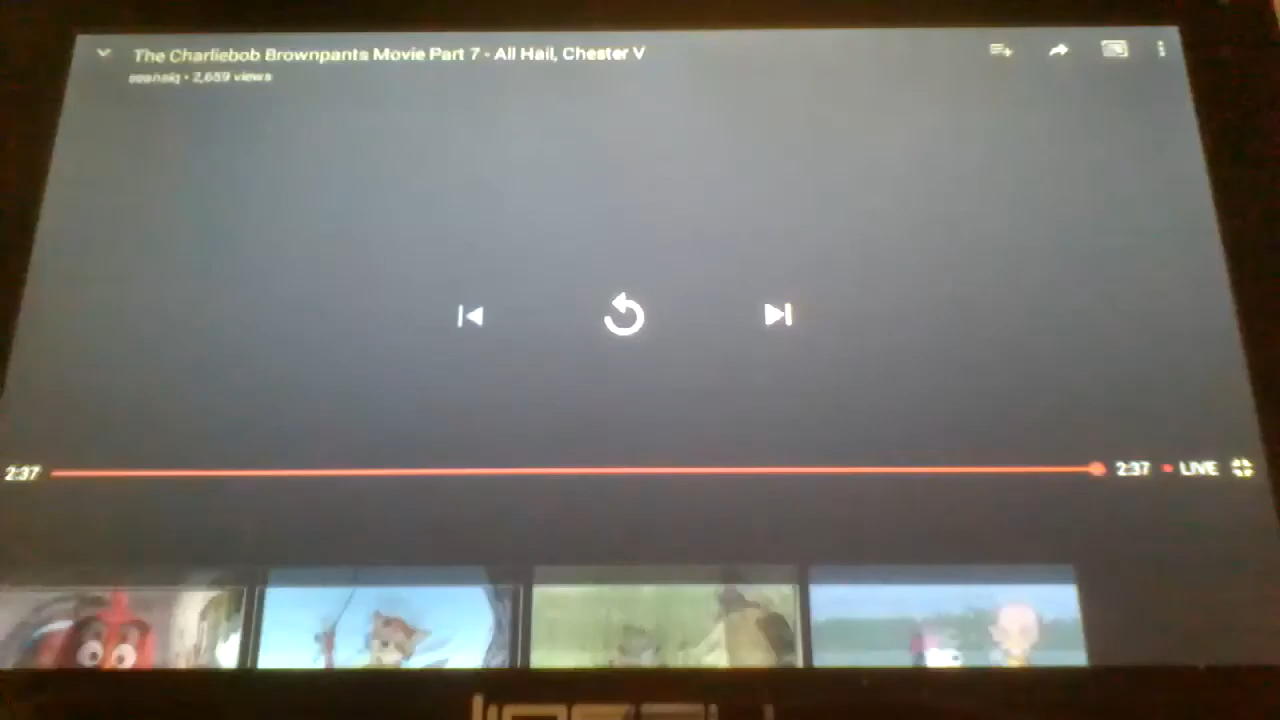 The Charliebob Brownpants Movie Part 7 - All Hail, Chester V
2,659 views
2:37
2:37 • LIVE